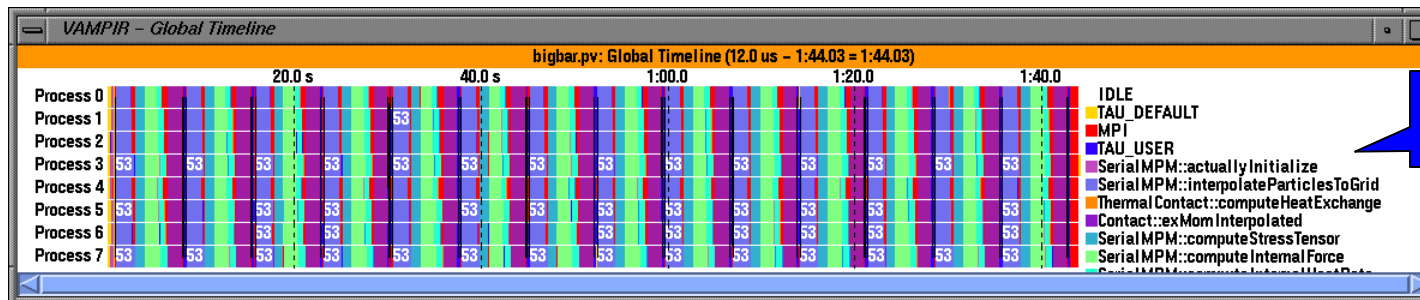 VAMPIR – Global Timeline
bigbar.pv: Global Timeline (12.0 us – 1:44.03 = 1:44.03)
20.0 s 40.0 s 1:00.0 1:20.0 1:40.0
Process 0
Process 1 53
Process 2
Process 3 53 53 53 53 53 53 53 53 53 53 53 53 53 53
Process 4
Process 5 53 53 53 53 53 53 53 53 53 53 53
Process 6 53 53 53 53 53 53 53 53
Process 7 53 53 53 53 53 53 53 53 53 53 53 53 53 53
IDLE
TAU_DEFAULT
MPI
TAU_USER
SerialMPM::actuallyInitialize
SerialMPM::interpolateParticlesToGrid
ThermalContact::computeHeatExchange
Contact::exMomInterpolated
SerialMPM::computeStressTensor
SerialMPM::computeInternalForce